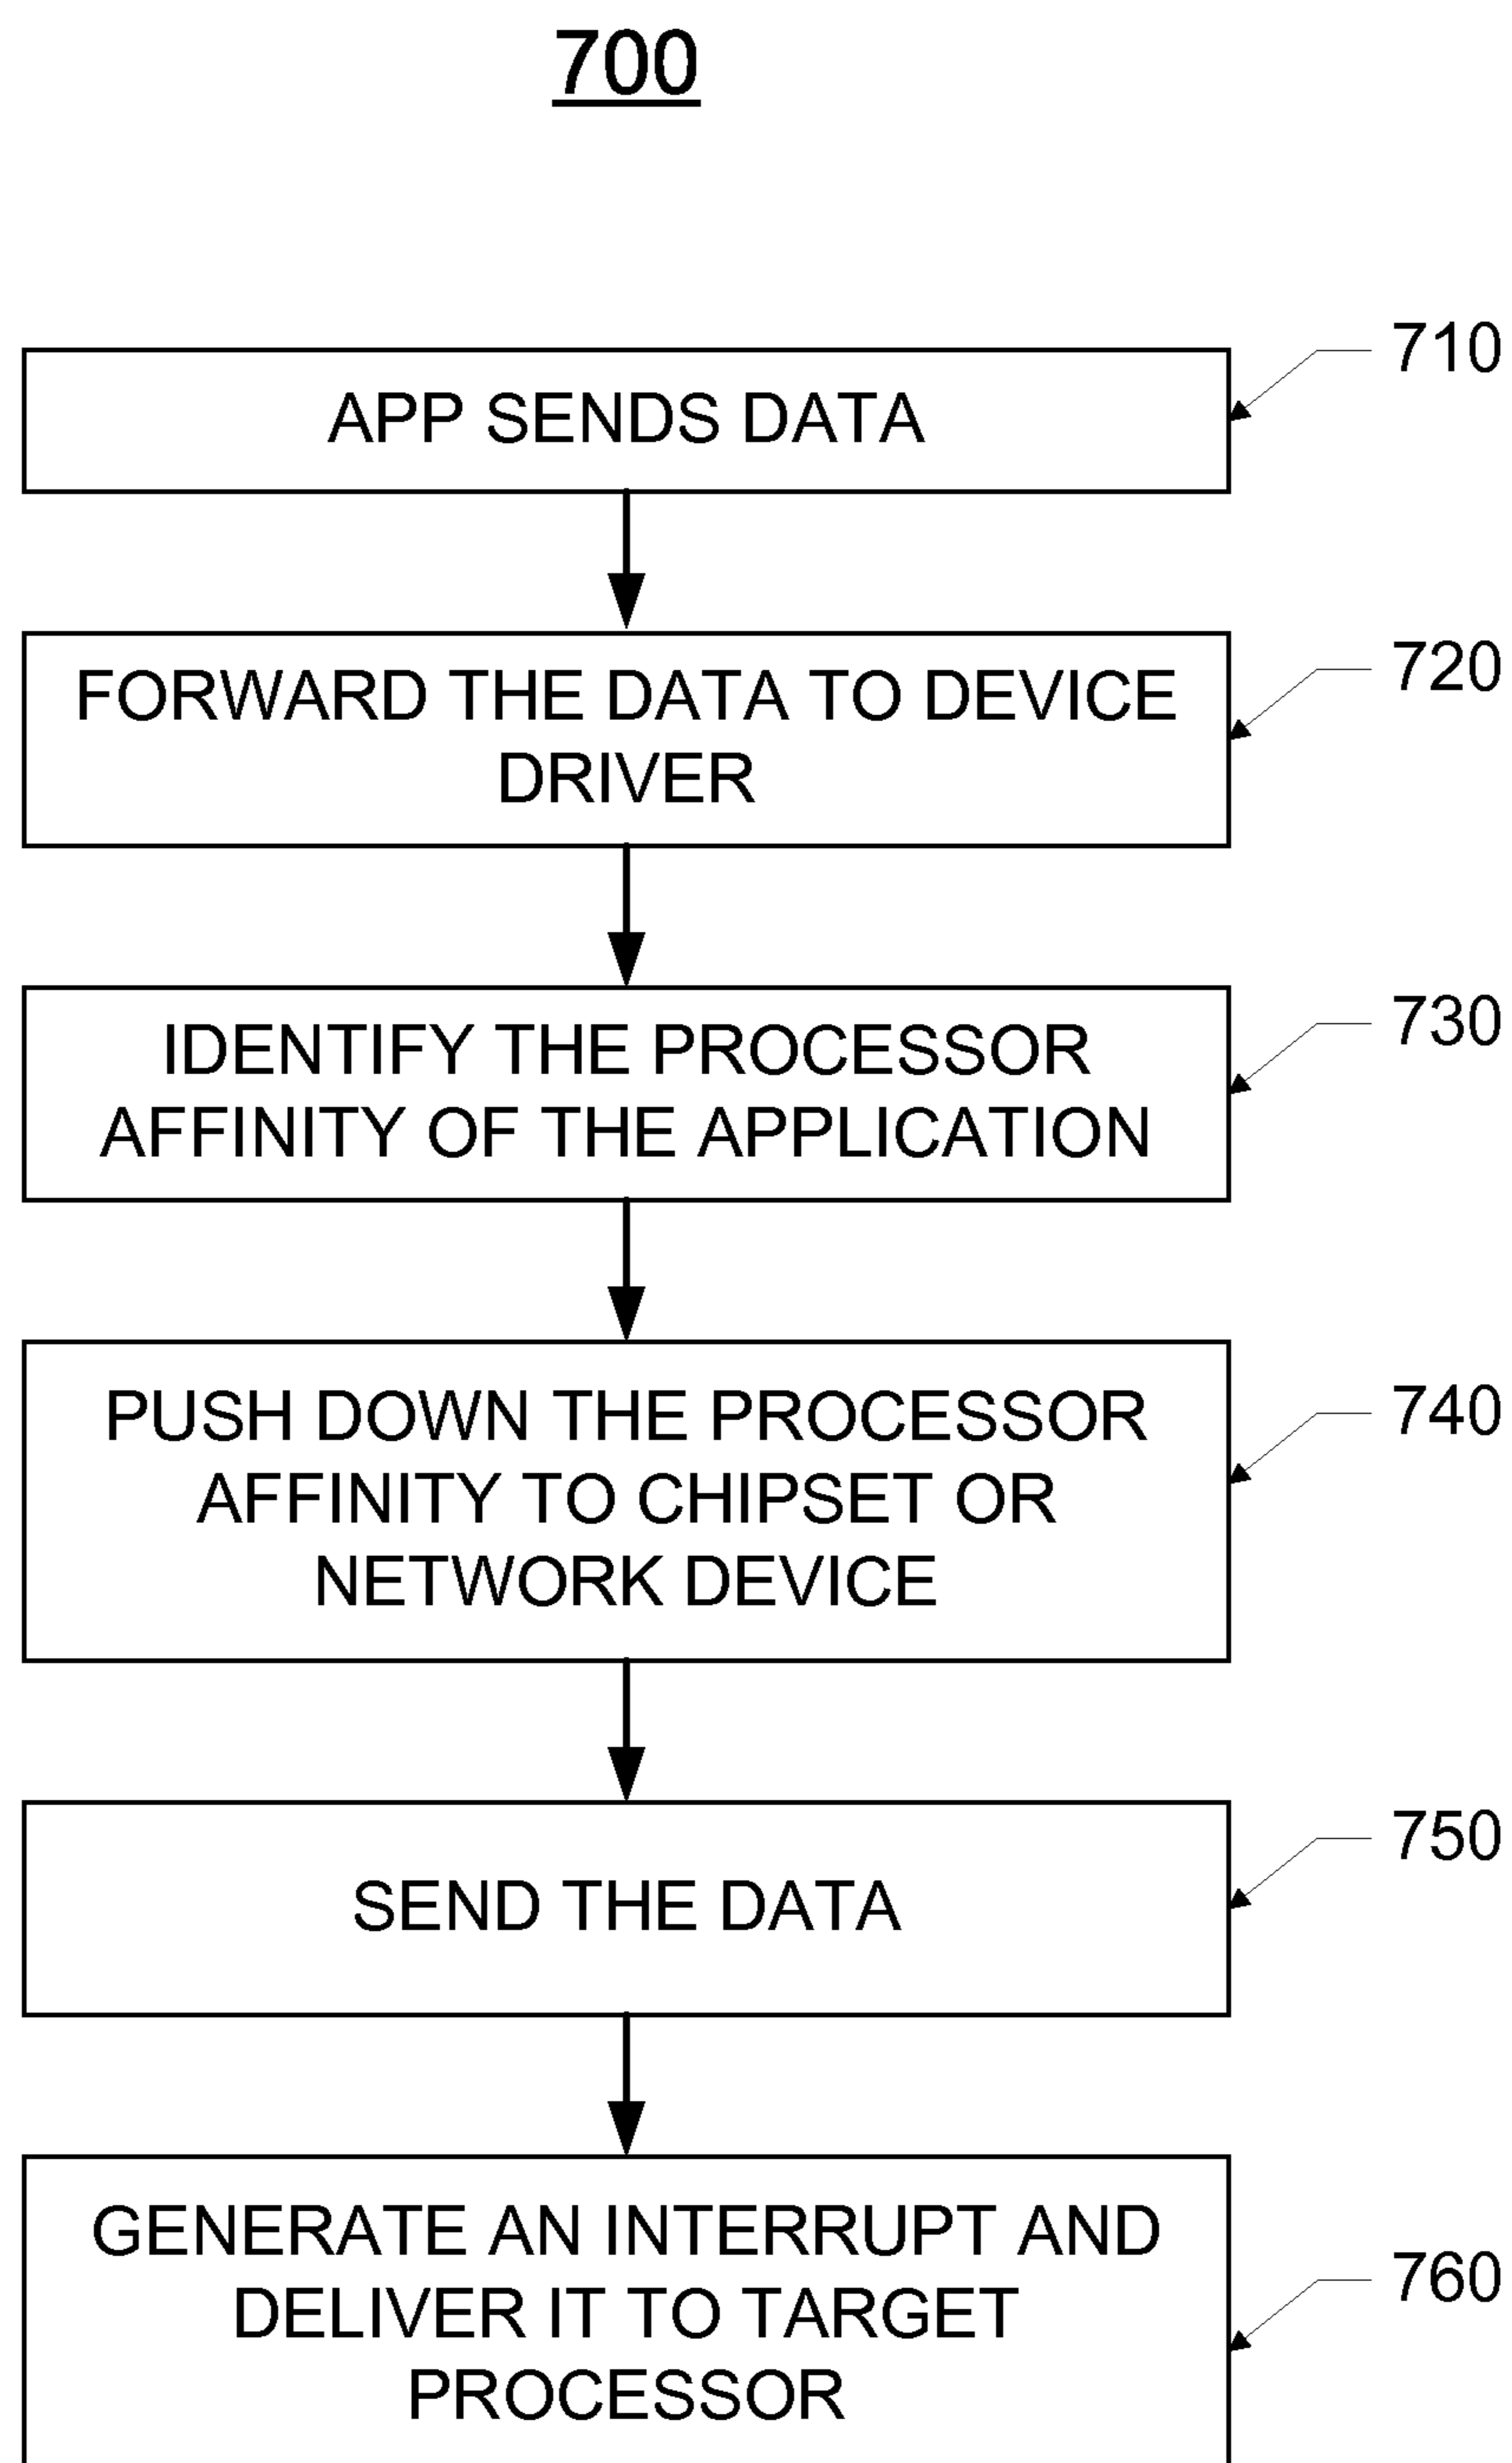 700
710
APP SENDS DATA
720
FORWARD THE DATA TO DEVICE
DRIVER
730
IDENTIFY THE PROCESSOR
AFFINITY OF THE APPLICATION
740
PUSH DOWN THE PROCESSOR
AFFINITY TO CHIPSET OR
NETWORK DEVICE
750
SEND THE DATA
760
GENERATE AN INTERRUPT AND
DELIVER IT TO TARGET
PROCESSOR